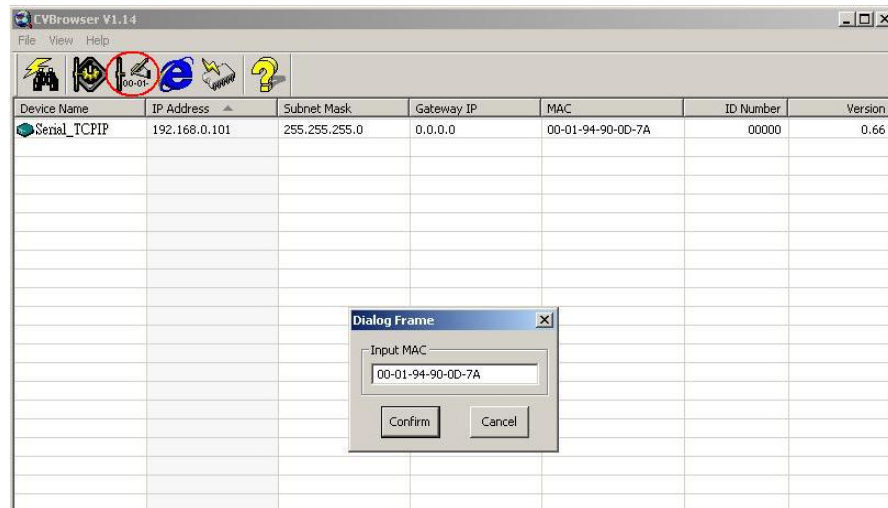 CVBrowser V1.14
File View Help
00-01-
Device Name IP Address Subnet Mask Gateway IP MAC ID Number Version
Serial_TCPIP 192.168.0.101 255.255.255.0 0.0.0.0 00-01-94-90-0D-7A 00000 0.66
Dialog Frame
Input MAC
00-01-94-90-0D-7A
Confirm Cancel